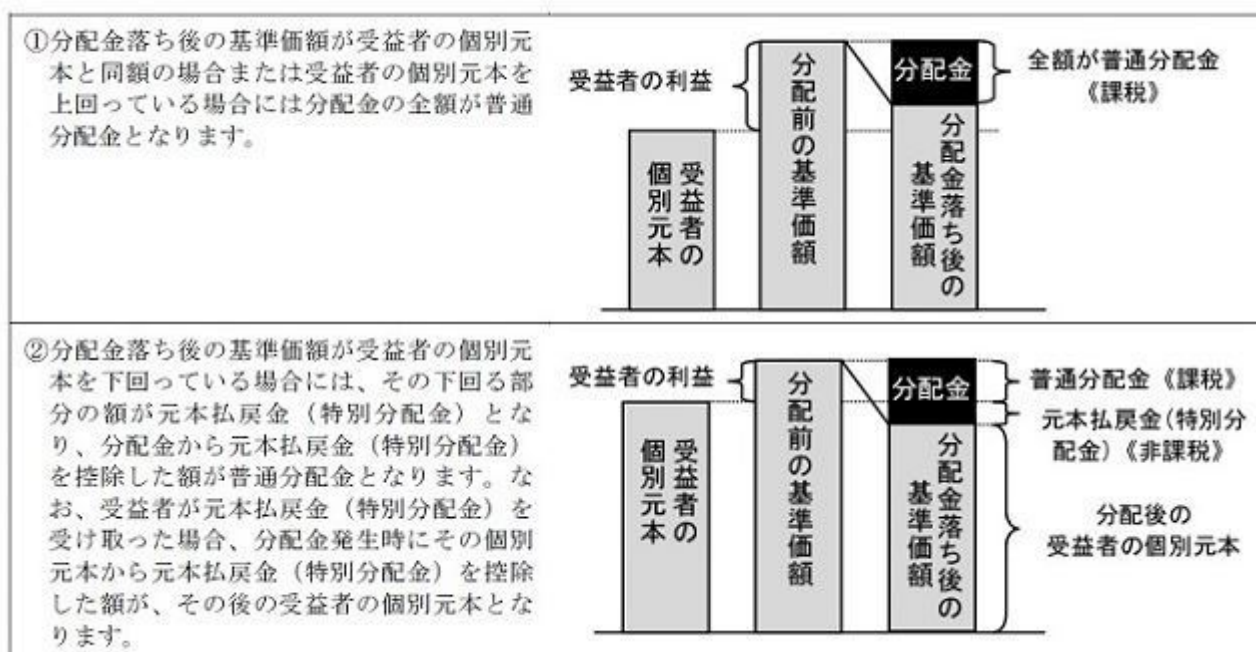 ①分配金落ち後の基準価額が受益者の個別元
本と同額の場合または受益者の個別元本を
上回っている場合には分配金の全額が普通
分配金となります。
受益者の利益
受益者の
個別元本
分配前の基準価額
分配金
分配金落ち後の
基準価額
全額が普通分配金
《課税》
②分配金落ち後の基準価額が受益者の個別元
本を下回っている場合には、その下回る部
分の額が元本払戻金（特別分配金）とな
り、分配金から元本払戻金（特別分配金）
を控除した額が普通分配金となります。な
お、受益者が元本払戻金（特別分配金）を
受け取った場合、分配金発生時にその個別
元本から元本払戻金（特別分配金）を控除
した額が、その後の受益者の個別元本とな
ります。
受益者の利益
受益者の
個別元本
分配前の基準価額
分配金
分配金落ち後の
基準価額
普通分配金《課税》
元本払戻金(特別分
配金)《非課税》
分配後の
受益者の個別元本